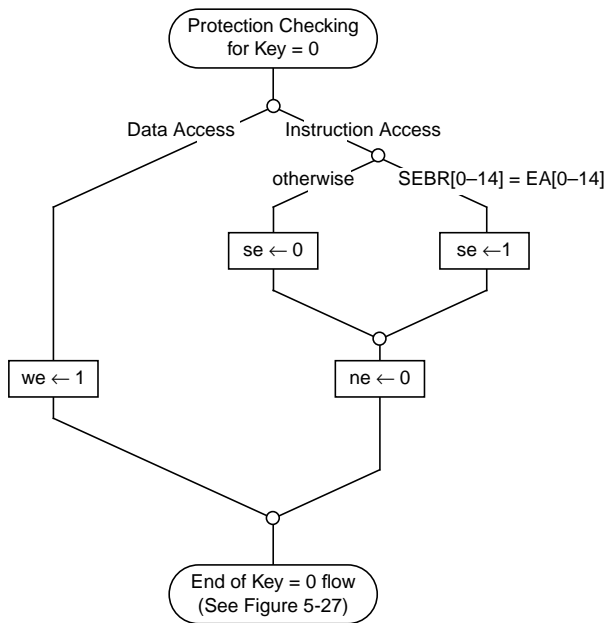 Protection Checking
for Key = 0
Data Access
Instruction Access
otherwise
SEBR[0–14] = EA[0–14]
se ← 0
se ←1
we ← 1
ne ← 0
End of Key = 0 flow
(See Figure 5-27)